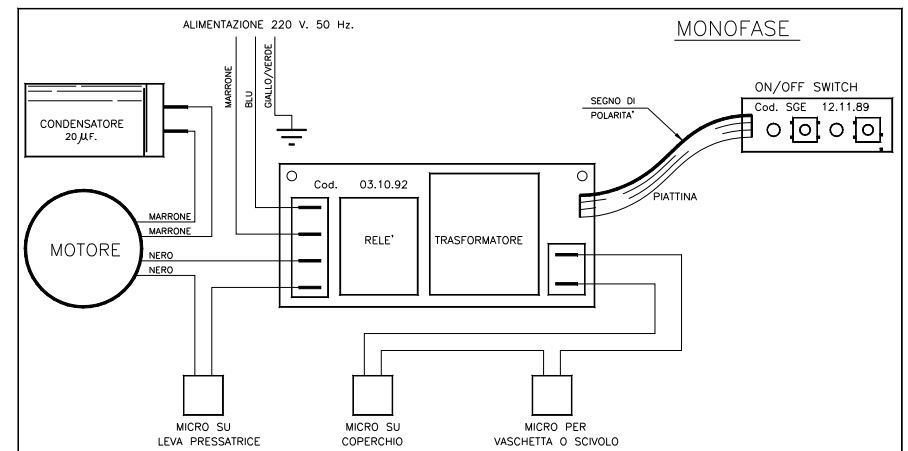 ALIMENTAZIONE 220 V. 50 Hz.
MONOFASE
MARRONE
BLU
GIALLO/VERDE
ON/OFF SWITCH
Cod. SGE 12.11.89
SEGNO DI
POLARITA'
PIATTINA
CONDENSATORE
20 µF.
Cod. 03.10.92
RELE'
TRASFORMATORE
MOTORE
MARRONE
MARRONE
NERO
NERO
MICRO SU
LEVA PRESSATRICE
MICRO SU
COPERCHIO
MICRO PER
VASCHETTA O SCIVOLO